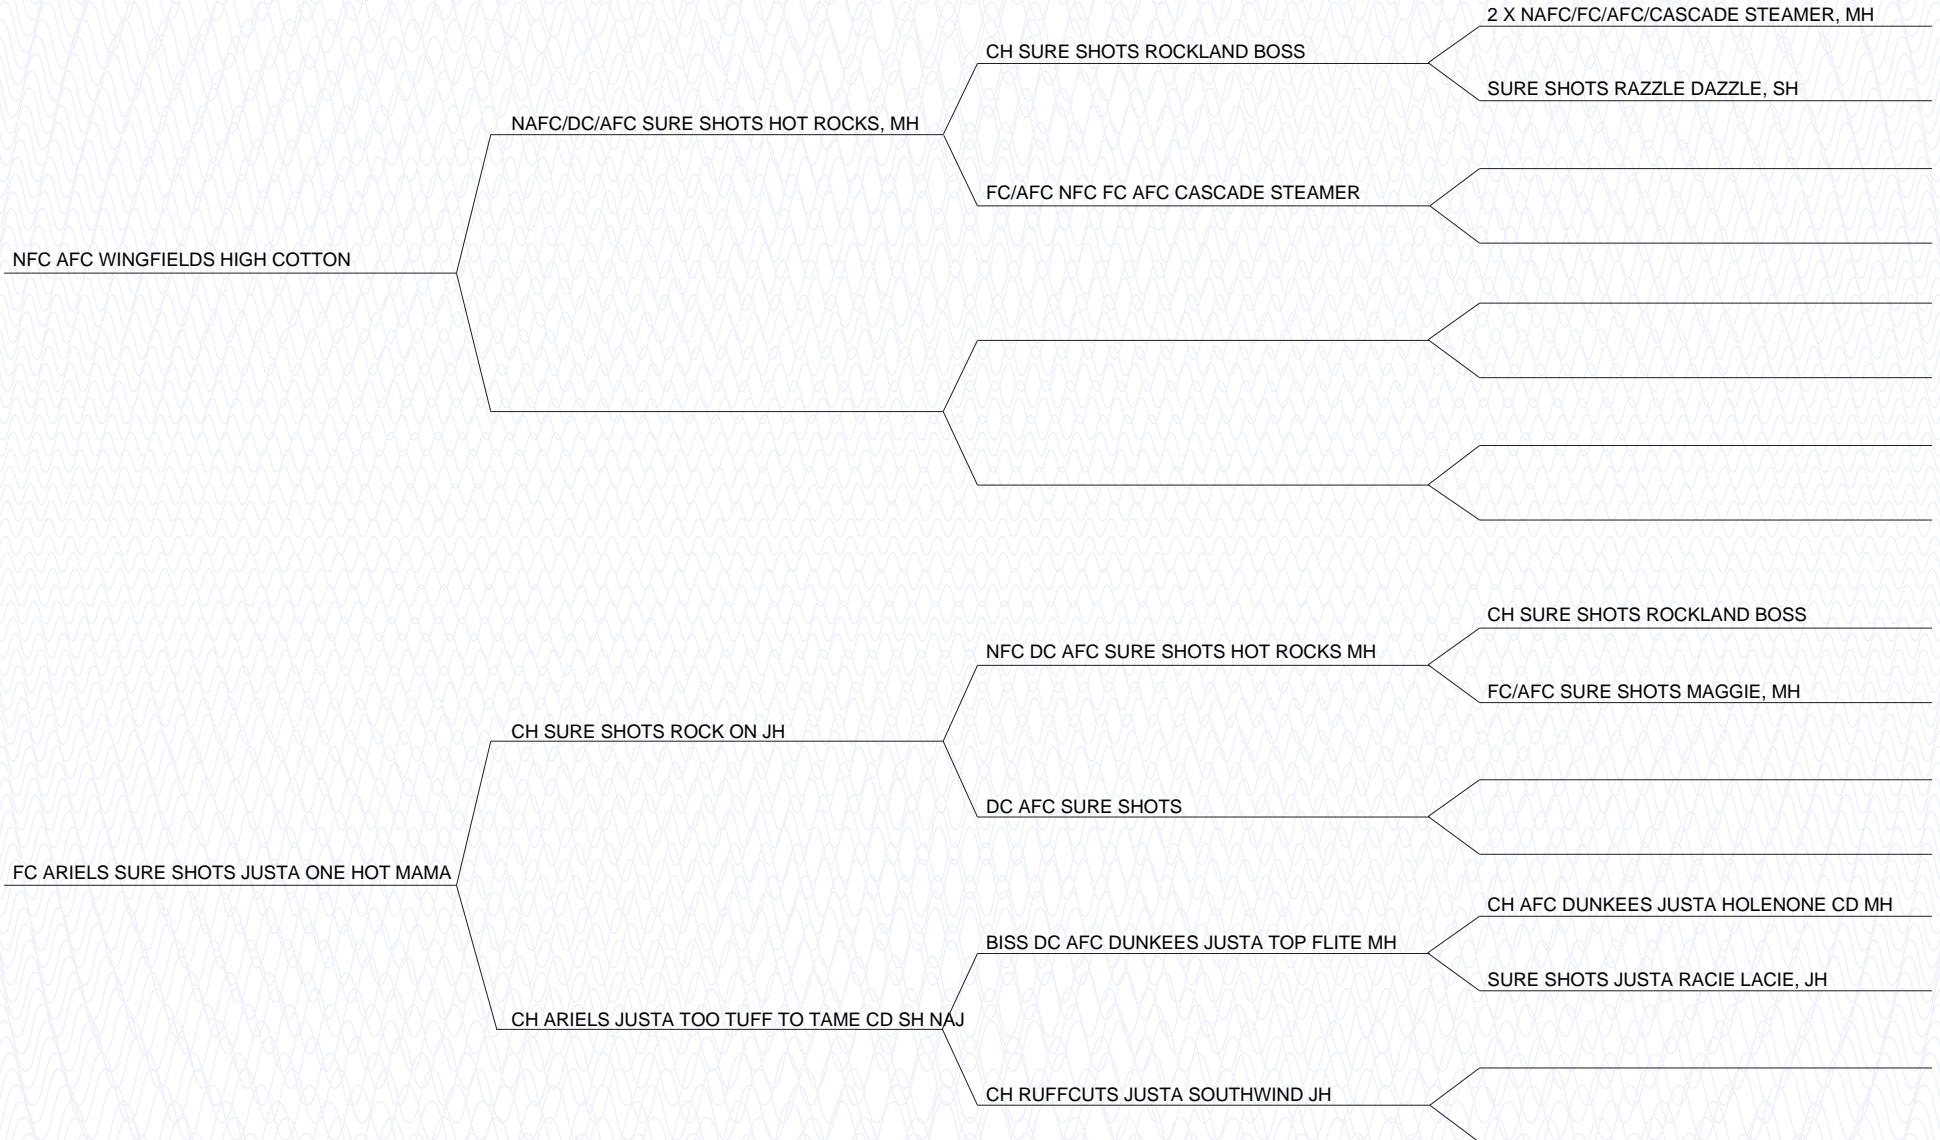 2 X NAFC/FC/AFC/CASCADE STEAMER, MH
CH SURE SHOTS ROCKLAND BOSS
SURE SHOTS RAZZLE DAZZLE, SH
NAFC/DC/AFC SURE SHOTS HOT ROCKS, MH
FC/AFC NFC FC AFC CASCADE STEAMER
NFC AFC WINGFIELDS HIGH COTTON
CH SURE SHOTS ROCKLAND BOSS
NFC DC AFC SURE SHOTS HOT ROCKS MH
FC/AFC SURE SHOTS MAGGIE, MH
CH SURE SHOTS ROCK ON JH
DC AFC SURE SHOTS
FC ARIELS SURE SHOTS JUSTA ONE HOT MAMA
CH AFC DUNKEES JUSTA HOLENONE CD MH
BISS DC AFC DUNKEES JUSTA TOP FLITE MH
SURE SHOTS JUSTA RACIE LACIE, JH
CH ARIELS JUSTA TOO TUFF TO TAME CD SH NAJ
CH RUFFCUTS JUSTA SOUTHWIND JH